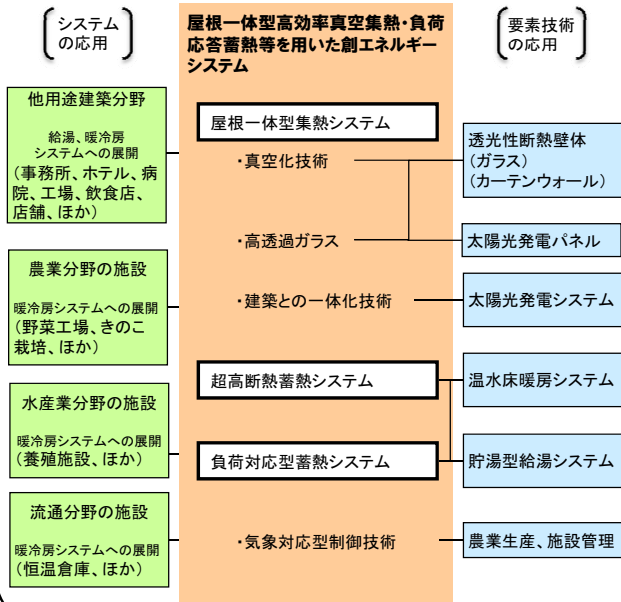 システム
の応用
他用途建築分野
給湯、暖冷房
システムへの展開
(事務所、ホテル、病
院、工場、飲食店、
店舗、ほか)
農業分野の施設
暖冷房システムへの展開
(野菜工場、きのこ
栽培、ほか)
水産業分野の施設
暖冷房システムへの展開
(養殖施設、ほか)
流通分野の施設
暖冷房システムへの展開
(恒温倉庫、ほか)
屋根一体型高効率真空集熱・負荷
応答蓄熱等を用いた創エネルギー
システム
屋根一体型集熱システム
・真空化技術
・高透過ガラス
・建築との一体化技術
超高断熱蓄熱システム
負荷対応型蓄熱システム
・気象対応型制御技術
要素技術
の応用
透光性断熱壁体
(ガラス)
(カーテンウォール)
太陽光発電パネル
太陽光発電システム
温水床暖房システム
貯湯型給湯システム
農業生産、施設管理